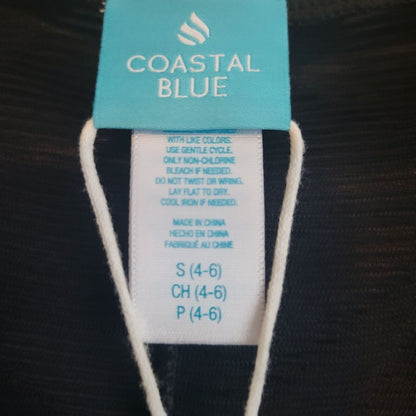 COASTAL
BLUE
WITH LIKE COLORS.
USE GENTLE CYCLE.
ONLY NON-CHLORINE
BLEACH IF NEEDED.
DO NOT TWIST OR WRING.
LAY FLAT TO DRY.
COOL IRON IF NEEDED.
MADE IN CHINA
HECHO EN CHINA
FABRIQUÉ AU CHINE
S (4-6)
CH (4-6)
P (4-6)